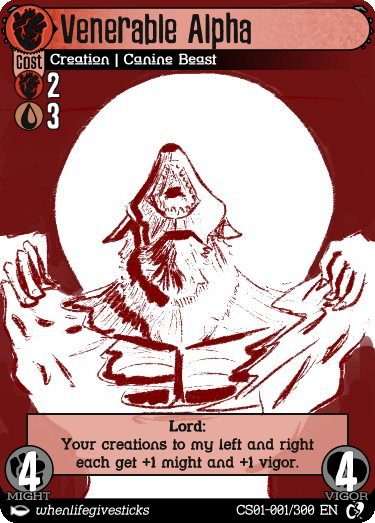 Venerable Alpha
Cost
Creation | Canine Beast
2
3
Lord:
Your creations to my left and right
each get +1 might and +1 vigor.
4
MIGHT
4
VIGOR
whenlifegivesticks
CS01-001/300 EN